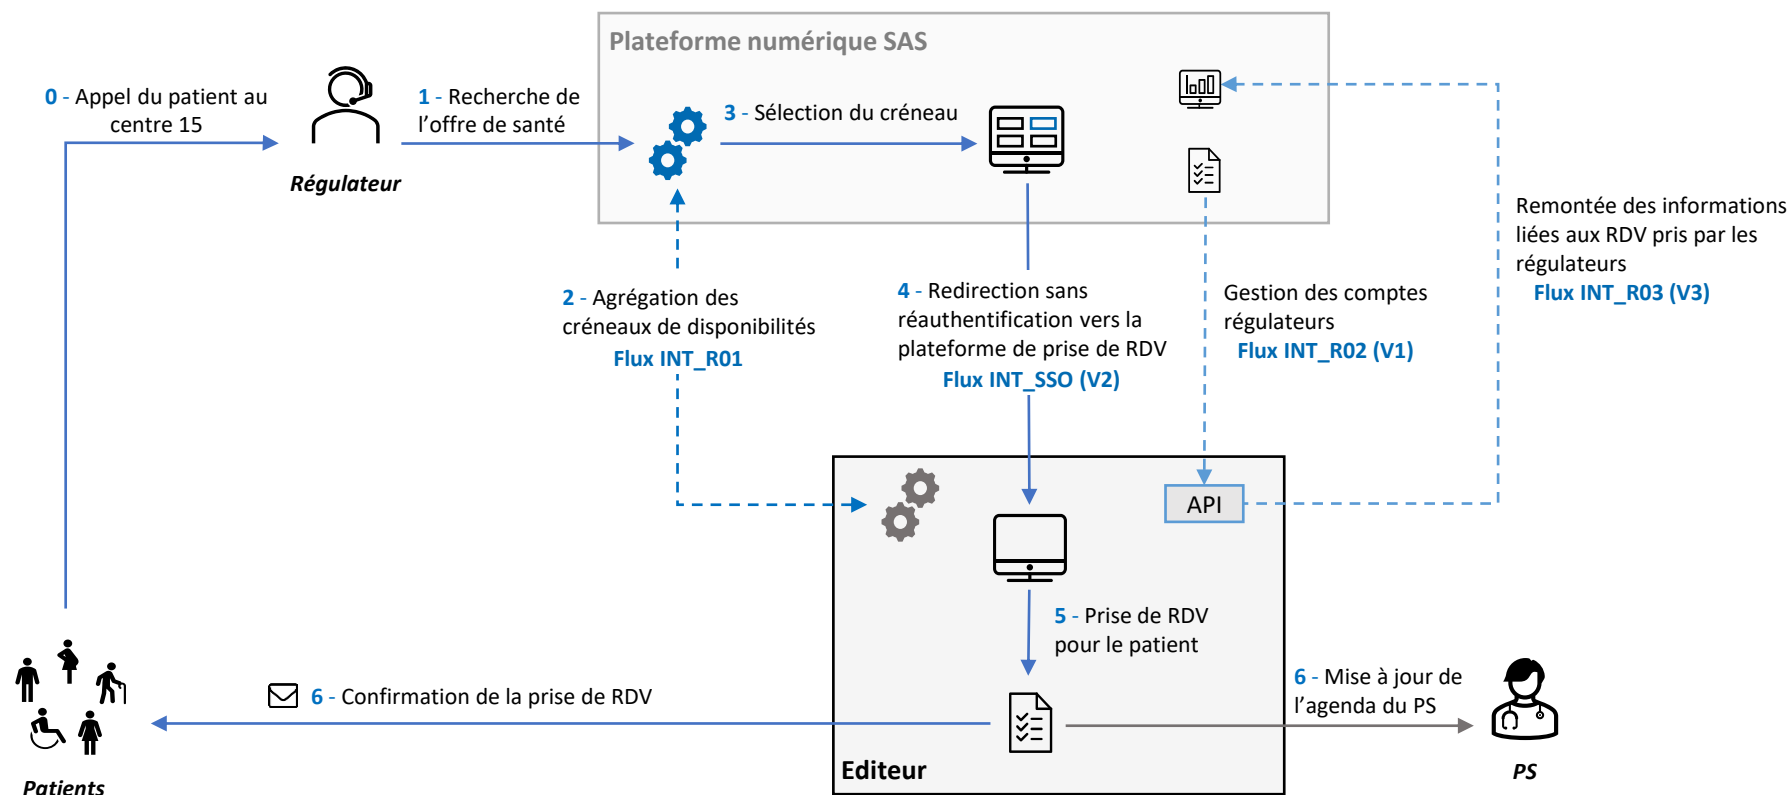 Plateforme numérique SAS
0 - Appel du patient au
centre 15
Régulateur
1 - Recherche de
l’offre de santé
3 - Sélection du créneau
2 - Agrégation des
créneaux de disponibilités
Flux INT_R01
4 - Redirection sans
réauthentification vers la
plateforme de prise de RDV
Flux INT_SSO (V2)
Gestion des comptes
régulateurs
Flux INT_R02 (V1)
Remontée des informations
liées aux RDV pris par les
régulateurs
Flux INT_R03 (V3)
API
5 - Prise de RDV
pour le patient
6 - Confirmation de la prise de RDV
6 - Mise à jour de
l’agenda du PS
Editeur
Patients
PS